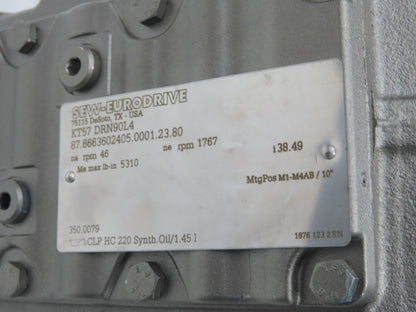 SEW-EURODRIVE
75115 DeSoto, TX - USA
KT57 DRN90L4
87.6663602405.0001.23.80
na rpm 46 ne rpm 1767 i38.49
Ma max lb-in 5310
MtgPos M1-M4AB / 10"
350.0079
CLP HC 220 Synth.Oil/1.45 l
1876 123 2.EN